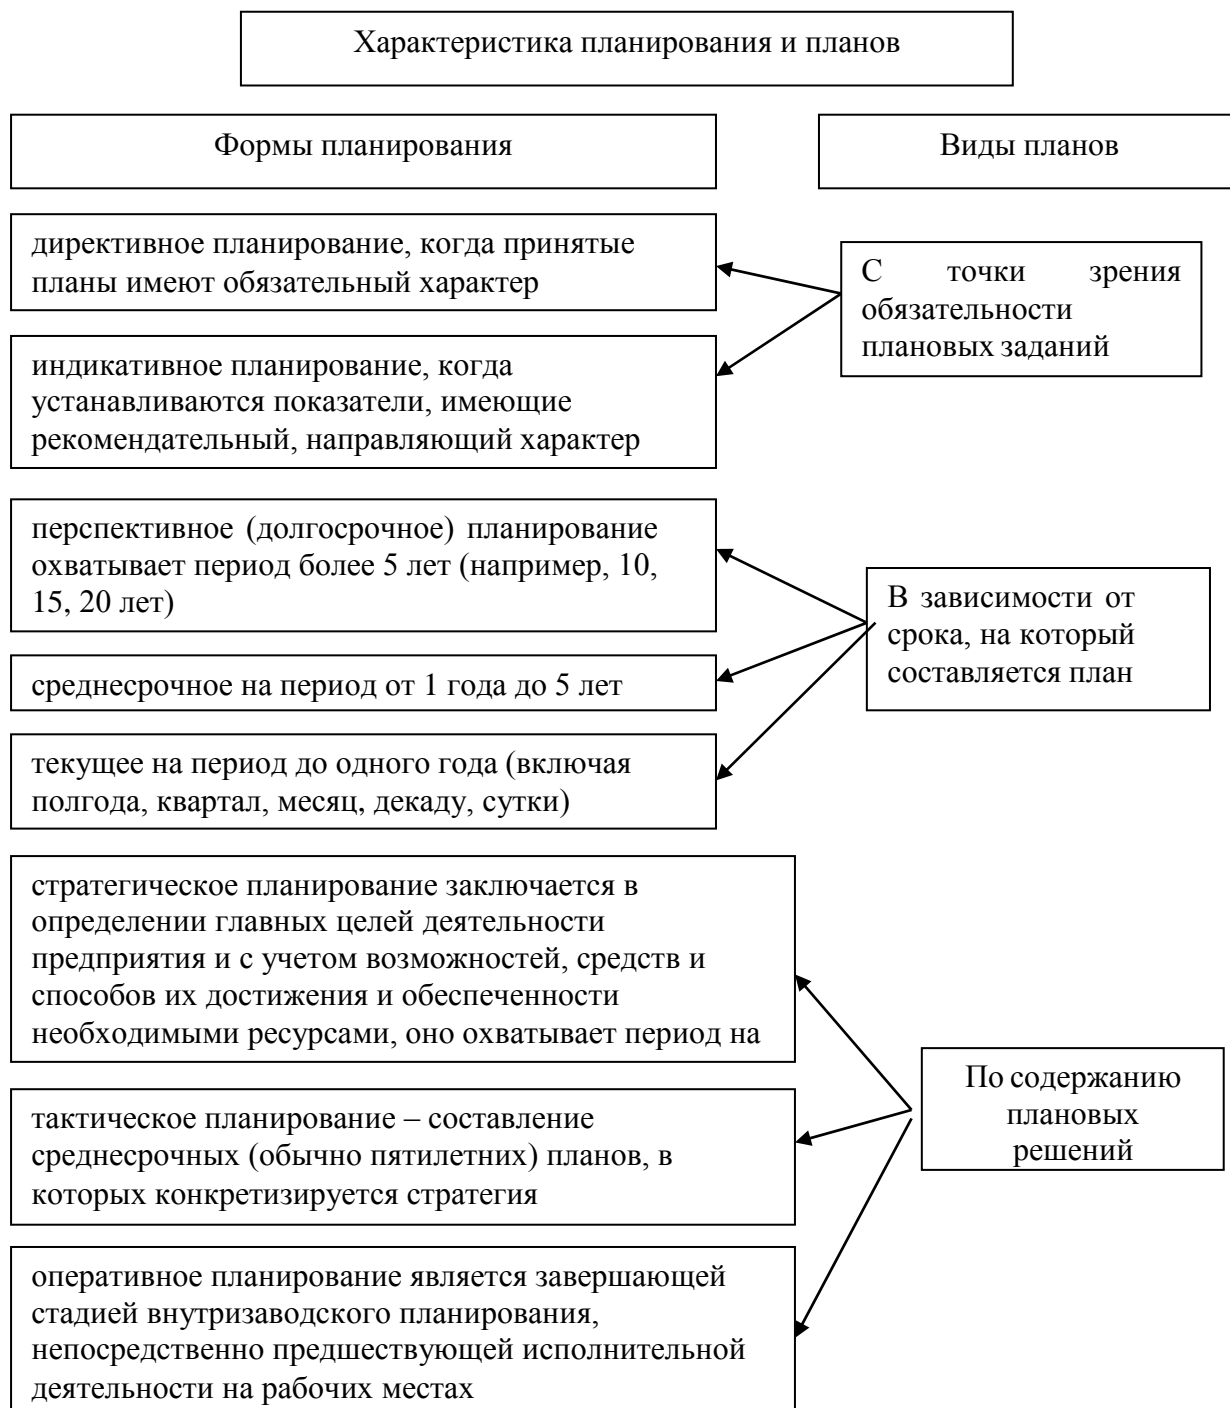 Характеристика планирования и планов
Формы планирования
Виды планов
директивное планирование, когда принятые
планы имеют обязательный характер
С точки зрения
обязательности
плановых заданий
индикативное планирование, когда
устанавливаются показатели, имеющие
рекомендательный, направляющий характер
перспективное (долгосрочное) планирование
охватывает период более 5 лет (например, 10,
15, 20 лет)
В зависимости от
срока, на который
составляется план
среднесрочное на период от 1 года до 5 лет
текущее на период до одного года (включая
полгода, квартал, месяц, декаду, сутки)
стратегическое планирование заключается в
определении главных целей деятельности
предприятия и с учетом возможностей, средств и
способов их достижения и обеспеченности
необходимыми ресурсами, оно охватывает период на
По содержанию
плановых
решений
тактическое планирование – составление
среднесрочных (обычно пятилетних) планов, в
которых конкретизируется стратегия
оперативное планирование является завершающей
стадией внутризаводского планирования,
непосредственно предшествующей исполнительной
деятельности на рабочих местах